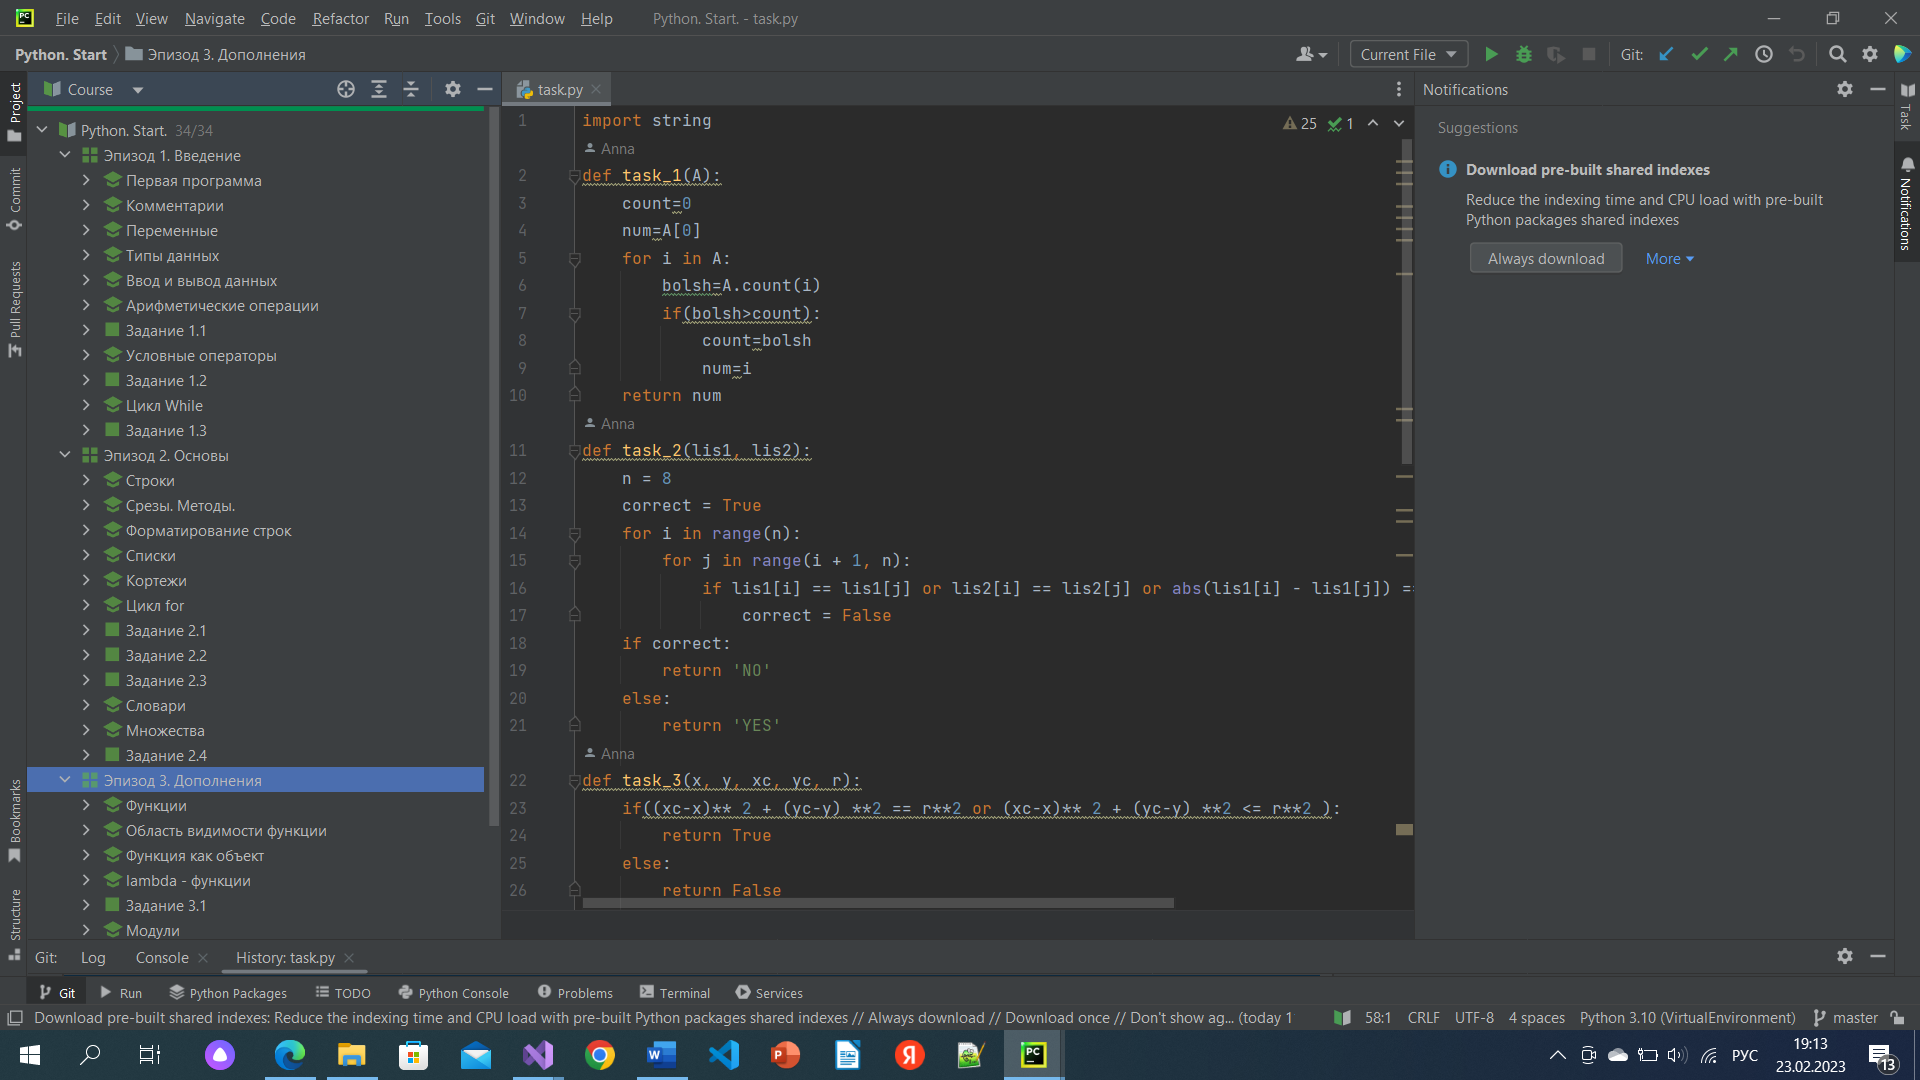 PC File Edit View Navigate Code Refactor Run Tools Git Window Help Python. Start. - task.py
Python. Start Эпизод 3. Дополнения Current File Git:
Project
Commit
Pull Requests
Bookmarks
Structure
Course
Python. Start. 34/34
Эпизод 1. Введение
Первая программа
Комментарии
Переменные
Типы данных
Ввод и вывод данных
Арифметические операции
Задание 1.1
Условные операторы
Задание 1.2
Цикл While
Задание 1.3
Эпизод 2. Основы
Строки
Срезы. Методы.
Форматирование строк
Списки
Кортежи
Цикл for
Задание 2.1
Задание 2.2
Задание 2.3
Словари
Множества
Задание 2.4
Эпизод 3. Дополнения
Функции
Область видимости функции
Функция как объект
lambda - функции
Задание 3.1
Модули
task.py
25 1
1 import string
Anna
2 def task_1(A):
3 count=0
4 num=A[0]
5 for i in A:
6 bolsh=A.count(i)
7 if(bolsh>count):
8 count=bolsh
9 num=i
10 return num
Anna
11 def task_2(lis1, lis2):
12 n = 8
13 correct = True
14 for i in range(n):
15 for j in range(i + 1, n):
16 if lis1[i] == lis1[j] or lis2[i] == lis2[j] or abs(lis1[i] - lis1[j]) ==
17 correct = False
18 if correct:
19 return 'NO'
20 else:
21 return 'YES'
Anna
22 def task_3(x, y, xc, yc, r):
23 if((xc-x)** 2 + (yc-y) **2 == r**2 or (xc-x)** 2 + (yc-y) **2 <= r**2 ):
24 return True
25 else:
26 return False
Notifications
Suggestions
Download pre-built shared indexes
Reduce the indexing time and CPU load with pre-built
Python packages shared indexes
Always download More
Task
Notifications
Git: Log Console History: task.py
Git Run Python Packages TODO Python Console Problems Terminal Services
Download pre-built shared indexes: Reduce the indexing time and CPU load with pre-built Python packages shared indexes // Always download // Download once // Don't show ag... (today 1 58:1 CRLF UTF-8 4 spaces Python 3.10 (VirtualEnvironment) master
W P Я PC РУС 19:13
23.02.2023 13